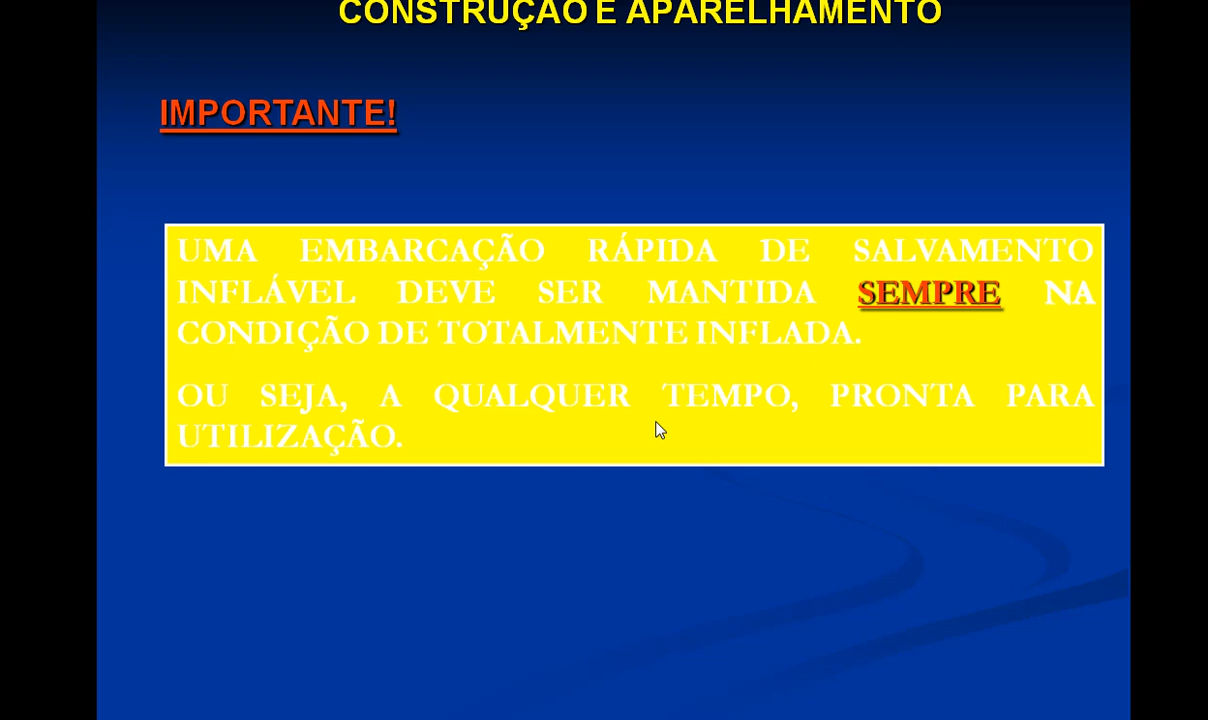 CONSTRUÇÃO E APARELHAMENTO
IMPORTANTE!
UMA EMBARCAÇÃO RÁPIDA DE SALVAMENTO
INFLÁVEL DEVE SER MANTIDA SEMPRE NA
CONDIÇÃO DE TOTALMENTE INFLADA.
OU SEJA, A QUALQUER TEMPO, PRONTA PARA
UTILIZAÇÃO.